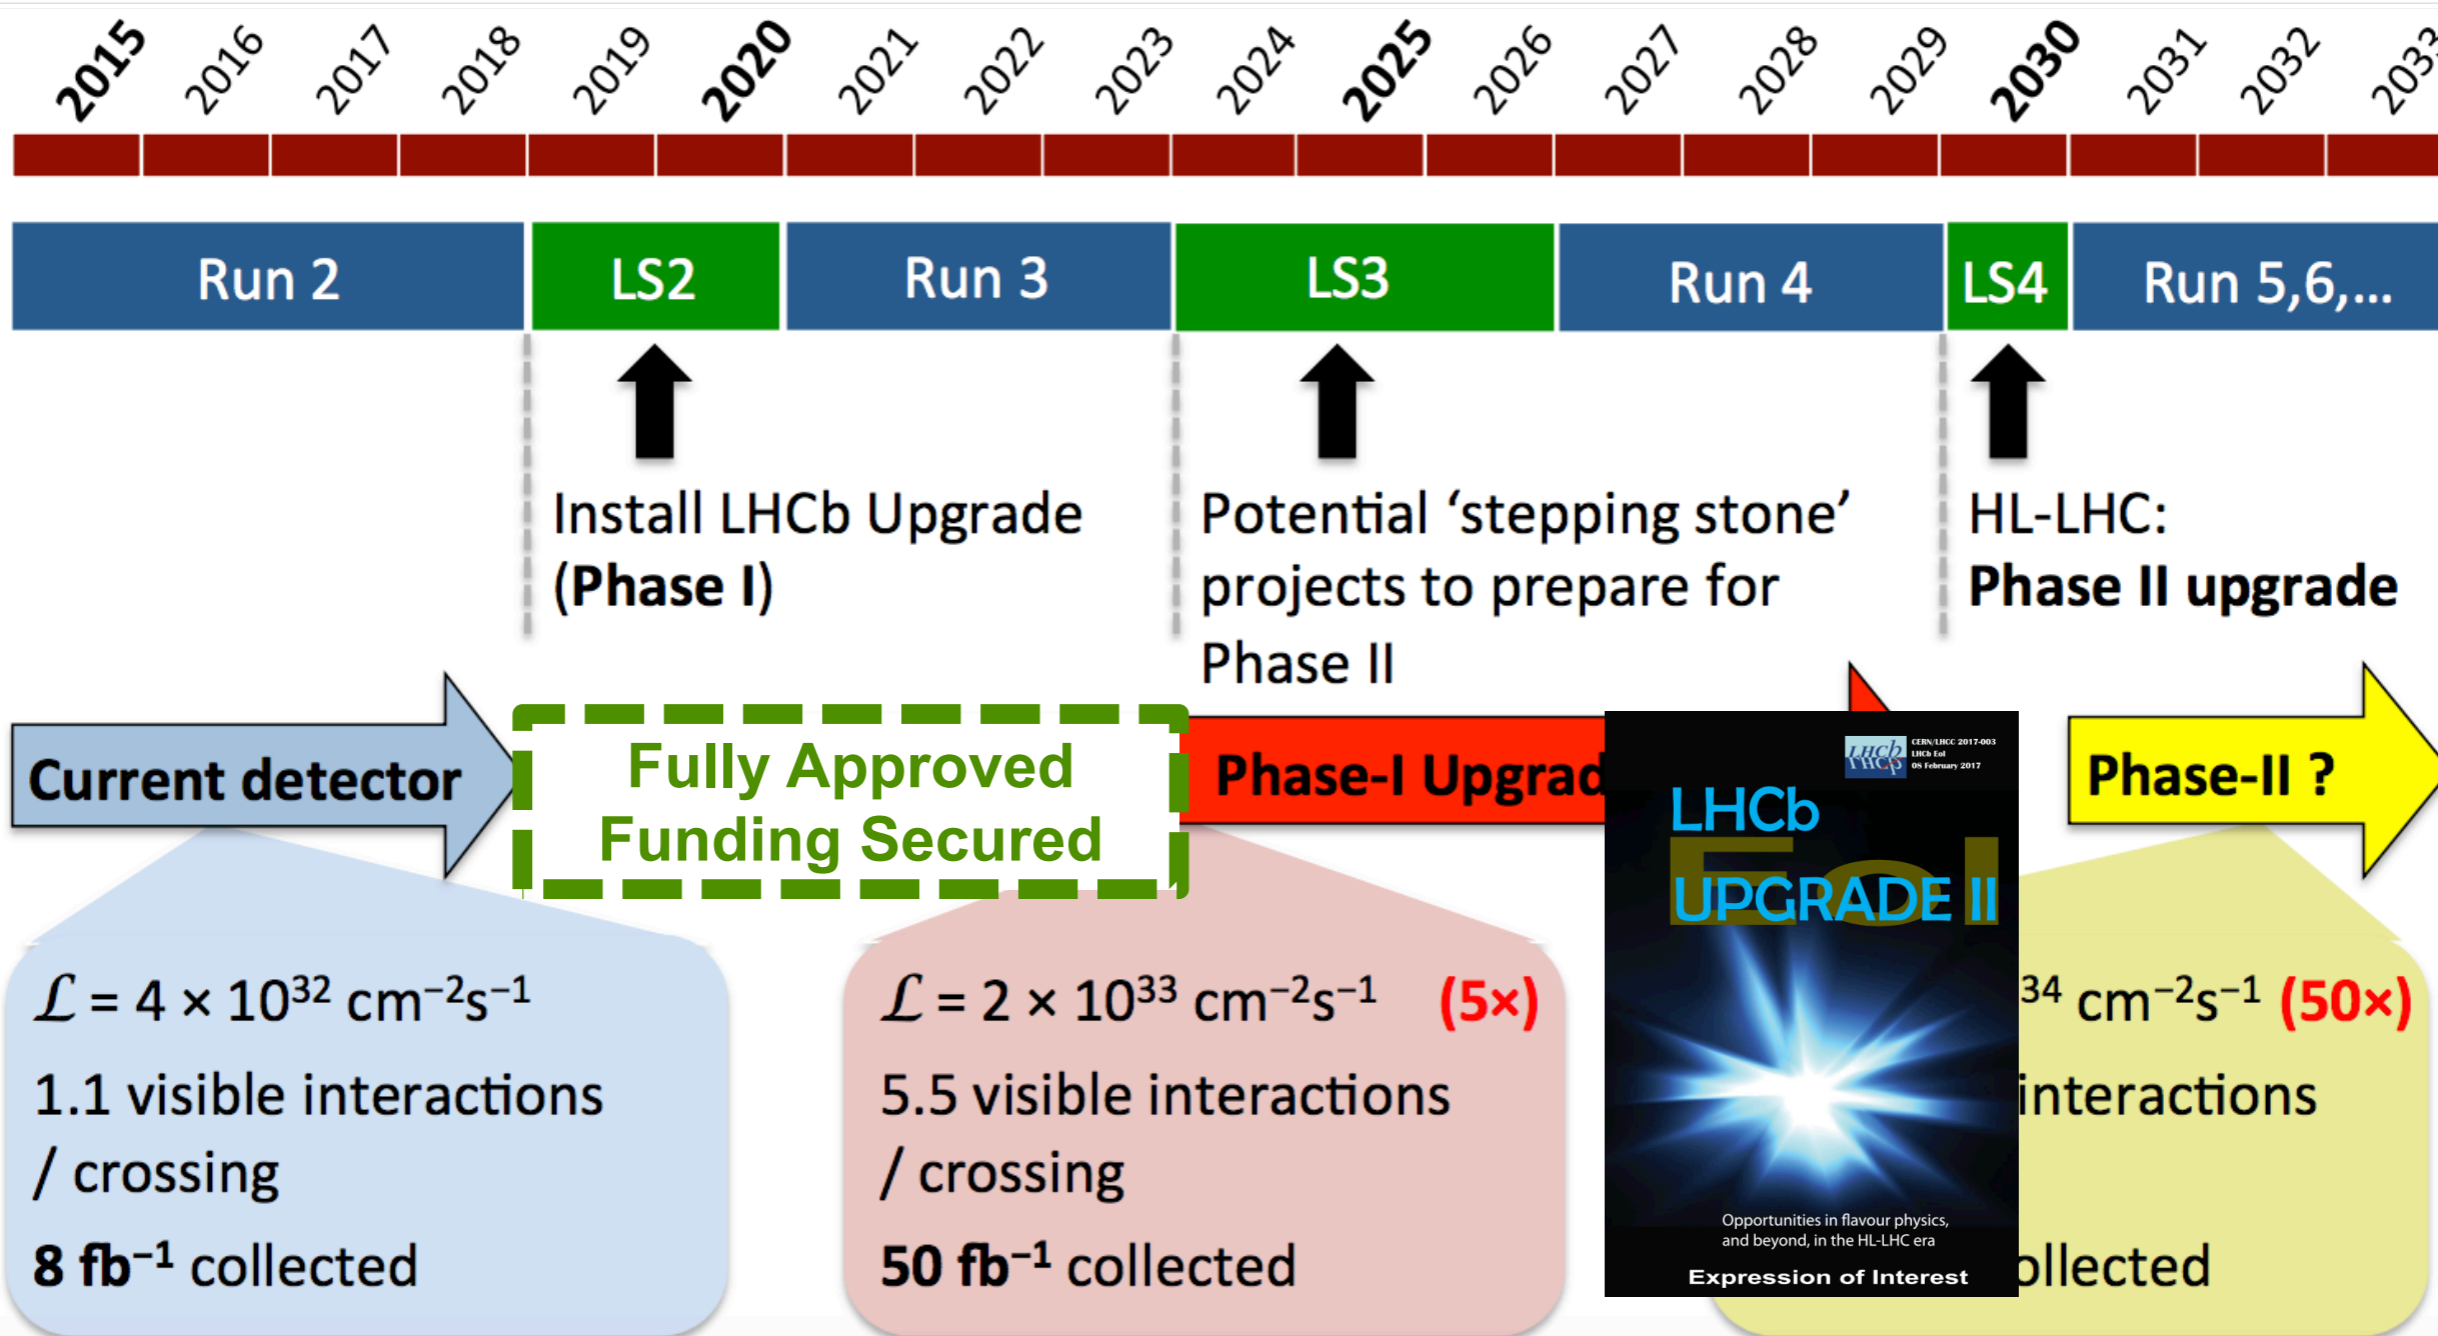 2015 2016 2017 2018 2019 2020 2021 2022 2023 2024 2025 2026 2027 2028 2029 2030 2031 2032 2033
Run 2 LS2 Run 3 LS3 Run 4 LS4 Run 5,6,...
Install LHCb Upgrade
(Phase I)
Potential ‘stepping stone’
projects to prepare for
Phase II
HL-LHC:
Phase II upgrade
Current detector
Fully Approved
Funding Secured
Phase-I Upgrad
Phase-II ?
ℒ = 4 × 10³² cm⁻²s⁻¹
1.1 visible interactions
/ crossing
8 fb⁻¹ collected
ℒ = 2 × 10³³ cm⁻²s⁻¹ (5×)
5.5 visible interactions
/ crossing
50 fb⁻¹ collected
LHCb
LHCp
CERN/LHCC 2017-003
LHCb EoI
08 February 2017
LHCb
EoI
UPGRADE II
Opportunities in flavour physics,
and beyond, in the HL-LHC era
Expression of Interest
³⁴ cm⁻²s⁻¹ (50×)
interactions
ollected